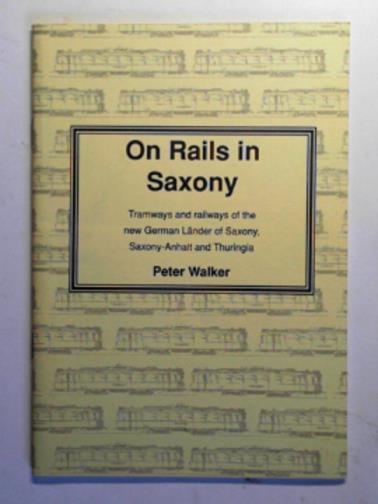 On Rails in
Saxony
Tramways and railways of the
new German Länder of Saxony,
Saxony-Anhalt and Thuringia
Peter Walker